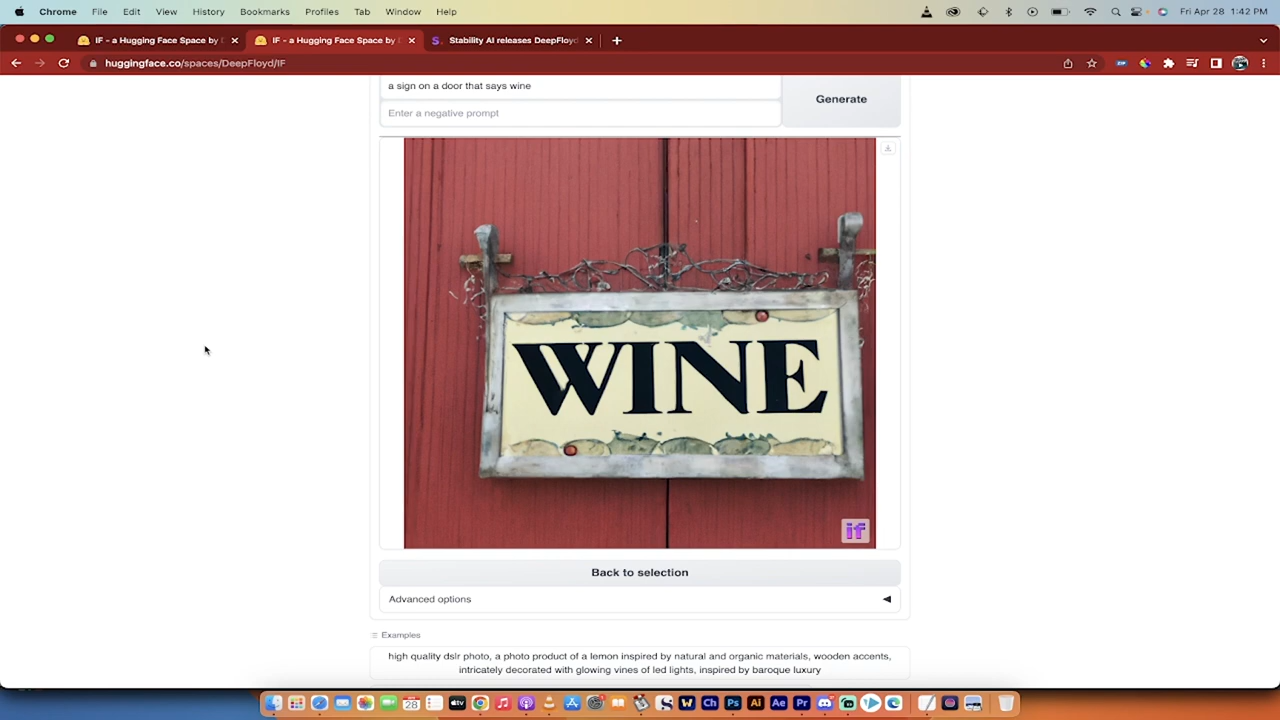 Chrome File Edit View History Bookmarks Profiles Tab Window Help
Fri Apr 28 1:42 PM
IF - a Hugging Face Space by
IF - a Hugging Face Space by
Stability AI releases DeepFloyd
huggingface.co/spaces/DeepFloyd/IF
a sign on a door that says wine
Generate
Enter a negative prompt
WINE
if
Back to selection
Advanced options
Examples
high quality dslr photo, a photo product of a lemon inspired by natural and organic materials, wooden accents,
intricately decorated with glowing vines of led lights, inspired by baroque luxury